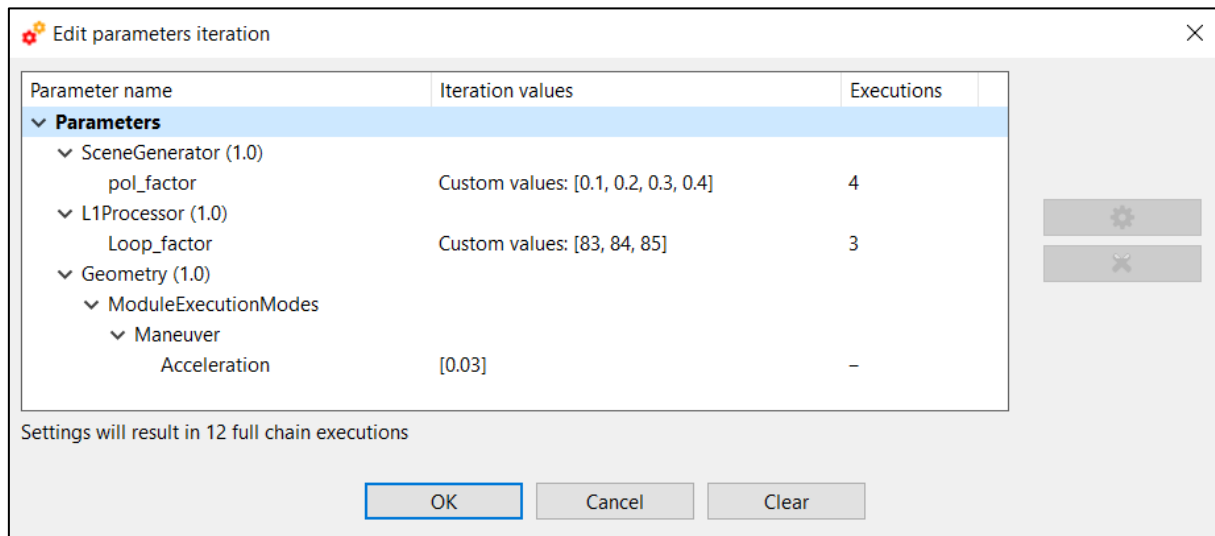 Edit parameters iteration
Parameter name Iteration values Executions
Parameters
SceneGenerator (1.0)
pol_factor Custom values: [0.1, 0.2, 0.3, 0.4] 4
L1Processor (1.0)
Loop_factor Custom values: [83, 84, 85] 3
Geometry (1.0)
ModuleExecutionModes
Maneuver
Acceleration [0.03] –
Settings will result in 12 full chain executions
OK Cancel Clear